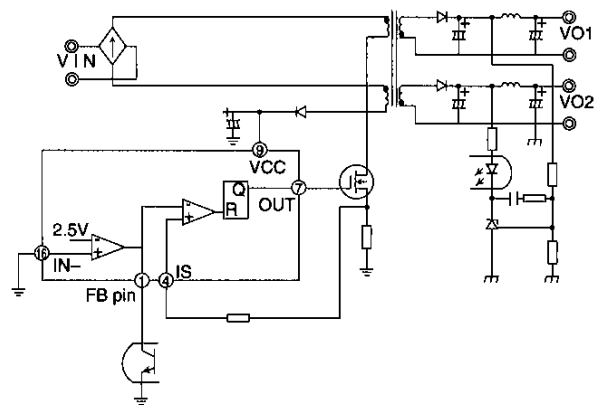 VIN
VO1
VO2
9
VCC
Q
R
7
OUT
2.5V
-
+
-
+
16
IN-
FB pin
1
4
IS
+
+
+
+
+